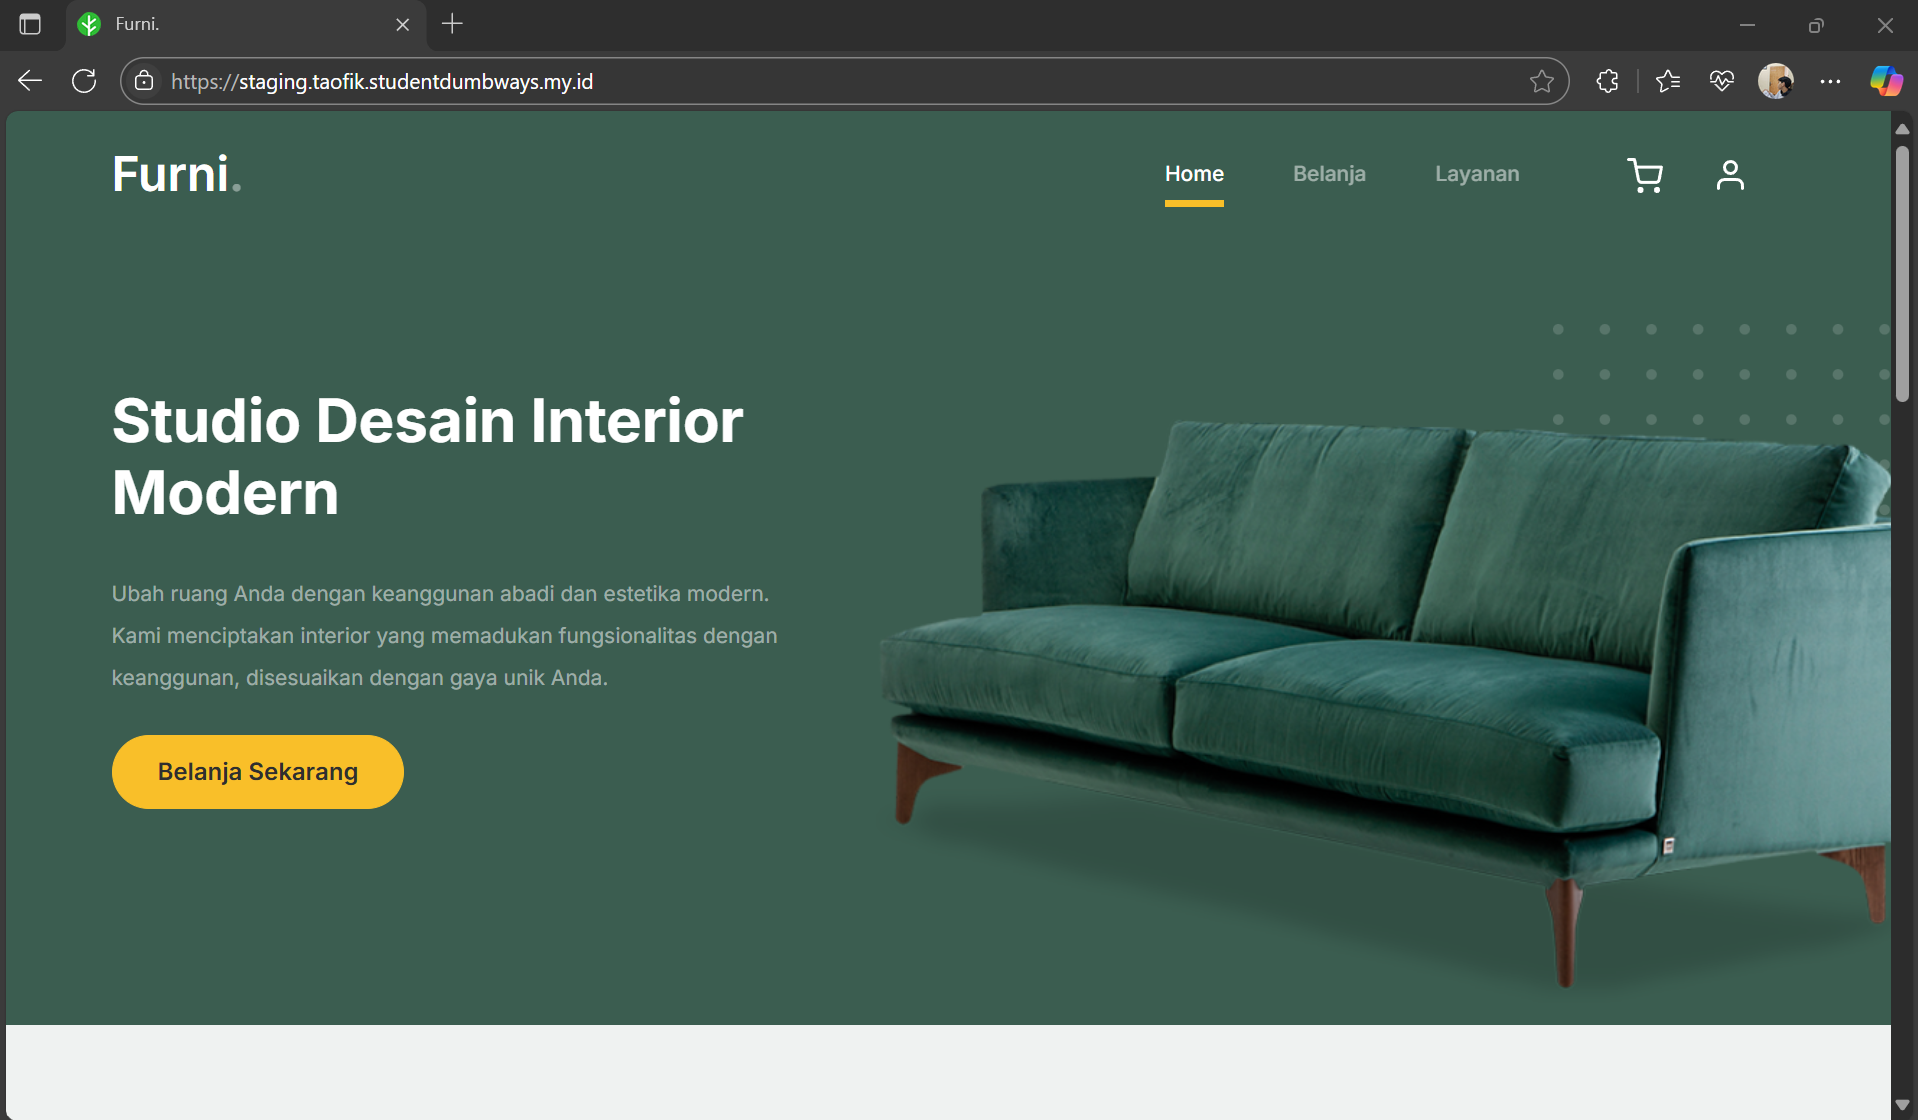 Furni.
https://staging.taofik.studentdumbways.my.id
Furni.
Home
Belanja
Layanan
Studio Desain Interior
Modern
Ubah ruang Anda dengan keanggunan abadi dan estetika modern.
Kami menciptakan interior yang memadukan fungsionalitas dengan
keanggunan, disesuaikan dengan gaya unik Anda.
Belanja Sekarang